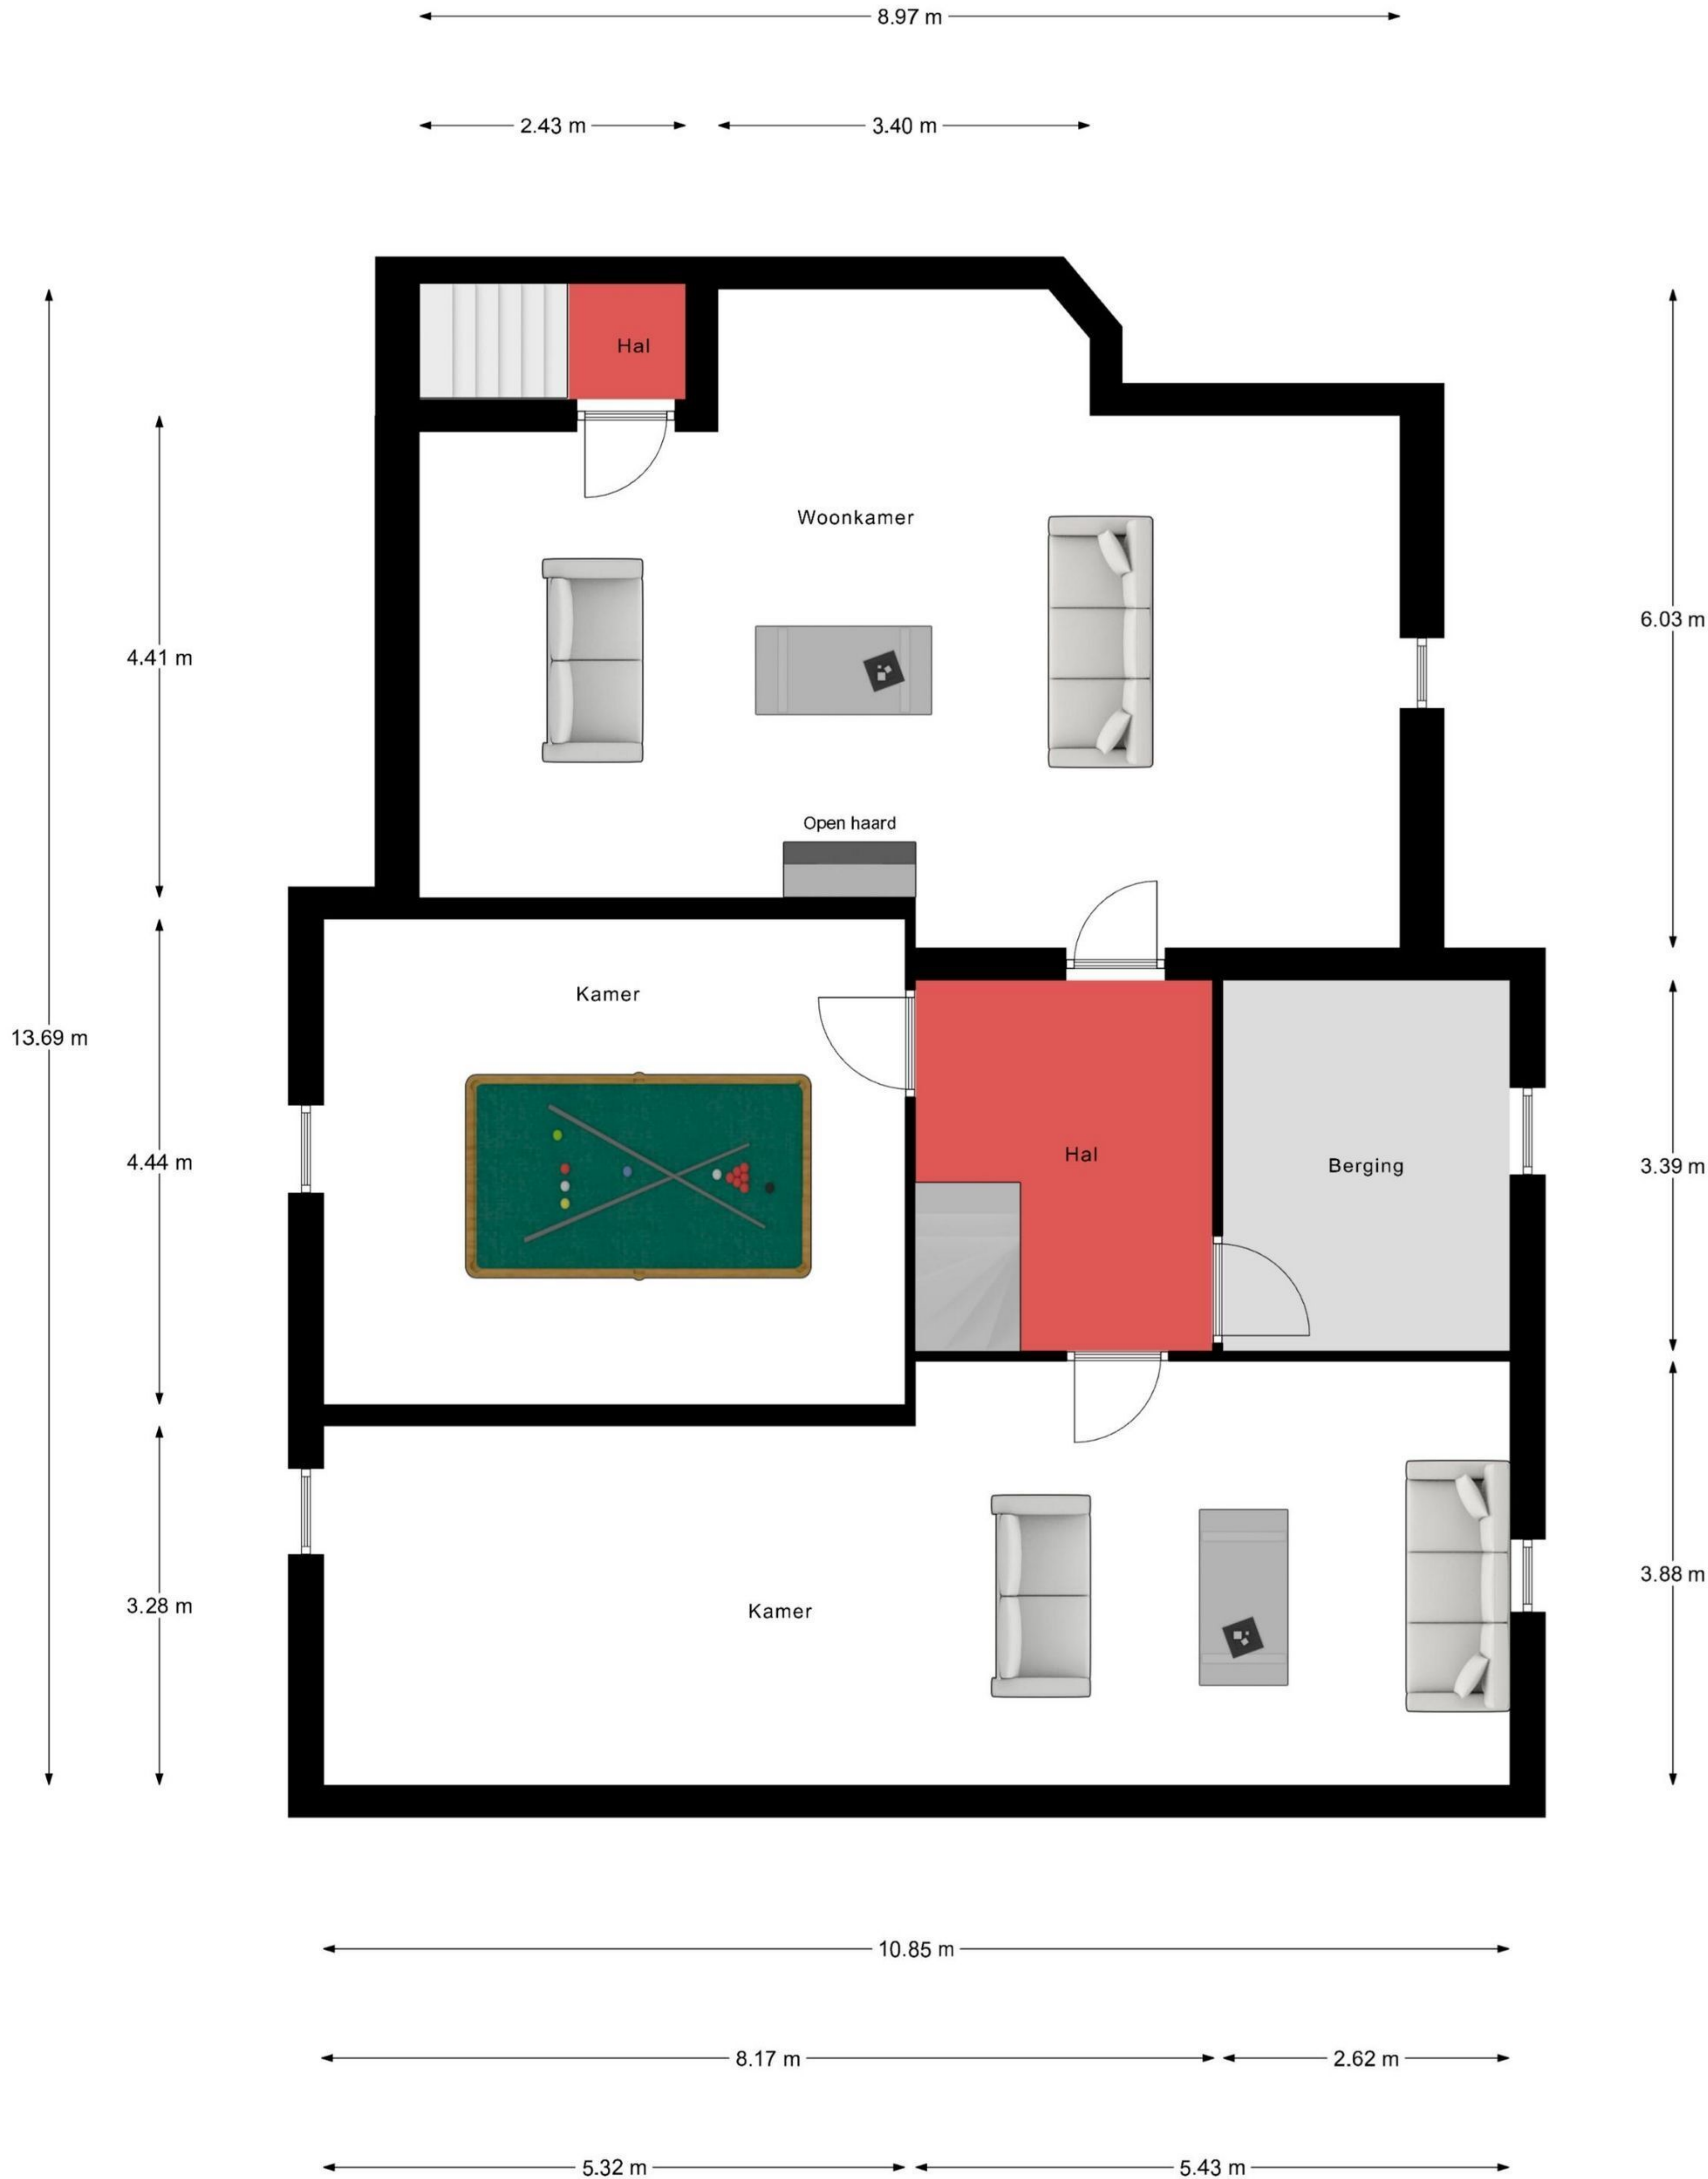 8.97 m
2.43 m
3.40 m
Hal
Woonkamer
6.03 m
4.41 m
Open haard
Kamer
13.69 m
Hal
4.44 m
Berging
3.39 m
3.88 m
3.28 m
Kamer
10.85 m
8.17 m
2.62 m
5.32 m
5.43 m